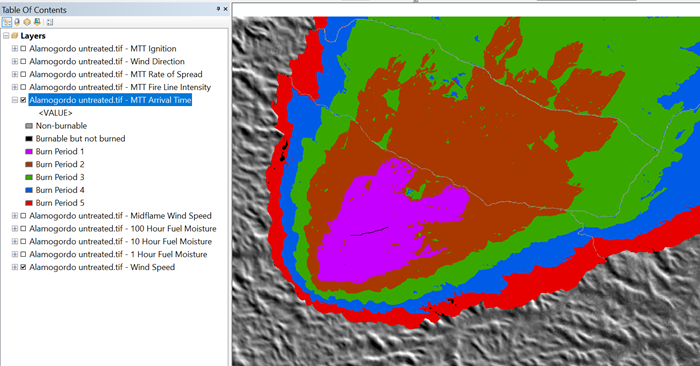 Table Of Contents
Layers
Alamogordo untreated.tif - MTT Ignition
Alamogordo untreated.tif - Wind Direction
Alamogordo untreated.tif - MTT Rate of Spread
Alamogordo untreated.tif - MTT Fire Line Intensity
Alamogordo untreated.tif - MTT Arrival Time
<VALUE>
Non-burnable
Burnable but not burned
Burn Period 1
Burn Period 2
Burn Period 3
Burn Period 4
Burn Period 5
Alamogordo untreated.tif - Midflame Wind Speed
Alamogordo untreated.tif - 100 Hour Fuel Moisture
Alamogordo untreated.tif - 10 Hour Fuel Moisture
Alamogordo untreated.tif - 1 Hour Fuel Moisture
Alamogordo untreated.tif - Wind Speed